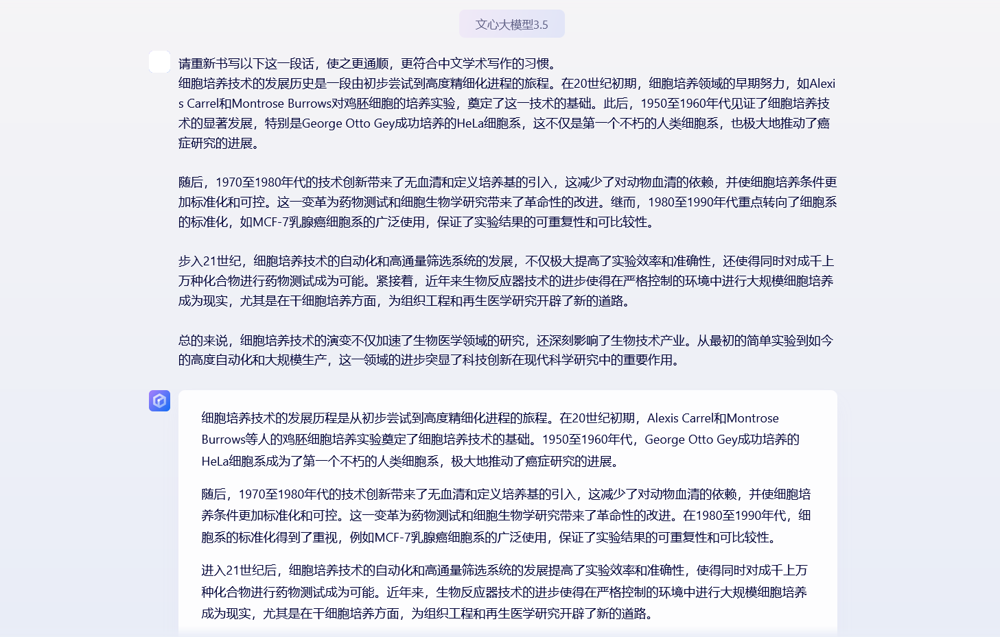 文心大模型3.5
请重新书写以下这一段话，使之更通顺，更符合中文学术写作的习惯。
细胞培养技术的发展历史是一段由初步尝试到高度精细化进程的旅程。在20世纪初期，细胞培养领域的早期努力，如Alexi
s Carrel和Montrose Burrows对鸡胚细胞的培养实验，奠定了这一技术的基础。此后，1950至1960年代见证了细胞培养技
术的显著发展，特别是George Otto Gey成功培养的HeLa细胞系，这不仅是第一个不朽的人类细胞系，也极大地推动了癌
症研究的进展。
随后，1970至1980年代的技术创新带来了无血清和定义培养基的引入，这减少了对动物血清的依赖，并使细胞培养条件更
加标准化和可控。这一变革为药物测试和细胞生物学研究带来了革命性的改进。继而，1980至1990年代重点转向了细胞系
的标准化，如MCF-7乳腺癌细胞系的广泛使用，保证了实验结果的可重复性和可比较性。
步入21世纪，细胞培养技术的自动化和高通量筛选系统的发展，不仅极大提高了实验效率和准确性，还使得同时对成千上
万种化合物进行药物测试成为可能。紧接着，近年来生物反应器技术的进步使得在严格控制的环境中进行大规模细胞培养
成为现实，尤其是在干细胞培养方面，为组织工程和再生医学研究开辟了新的道路。
总的来说，细胞培养技术的演变不仅加速了生物医学领域的研究，还深刻影响了生物技术产业。从最初的简单实验到如今
的高度自动化和大规模生产，这一领域的进步突显了科技创新在现代科学研究中的重要作用。
细胞培养技术的发展历程是从初步尝试到高度精细化进程的旅程。在20世纪初期，Alexis Carrel和Montrose
Burrows等人的鸡胚细胞培养实验奠定了细胞培养技术的基础。1950至1960年代，George Otto Gey成功培养的
HeLa细胞系成为了第一个不朽的人类细胞系，极大地推动了癌症研究的进展。
随后，1970至1980年代的技术创新带来了无血清和定义培养基的引入，这减少了对动物血清的依赖，并使细胞培
养条件更加标准化和可控。这一变革为药物测试和细胞生物学研究带来了革命性的改进。在1980至1990年代，细
胞系的标准化得到了重视，例如MCF-7乳腺癌细胞系的广泛使用，保证了实验结果的可重复性和可比较性。
进入21世纪后，细胞培养技术的自动化和高通量筛选系统的发展提高了实验效率和准确性，使得同时对成千上万
种化合物进行药物测试成为可能。近年来，生物反应器技术的进步使得在严格控制的环境中进行大规模细胞培养
成为现实，尤其是在干细胞培养方面，为组织工程和再生医学研究开辟了新的道路。